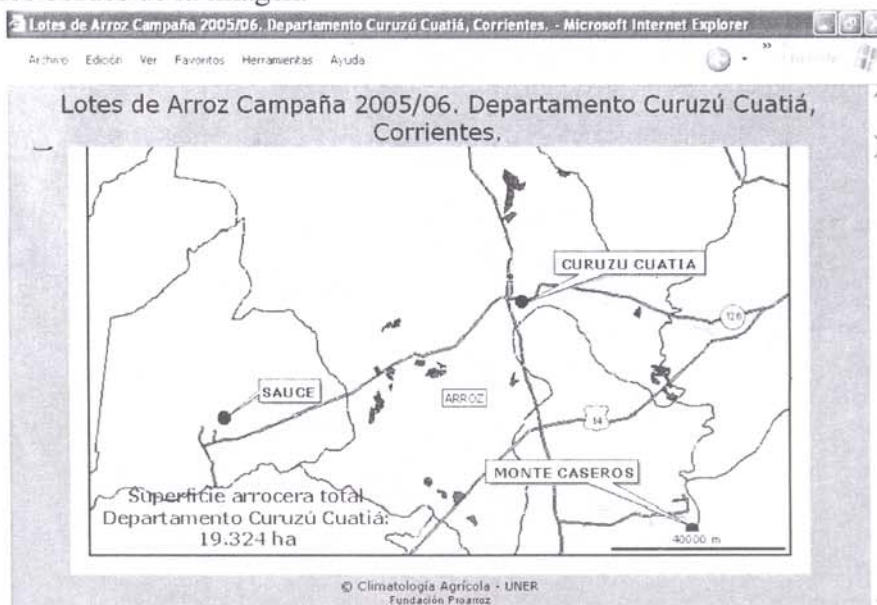 Lotes de Arroz Campaña 2005/06. Departamento Curuzú Cuatiá, Corrientes. - Microsoft Internet Explorer
Archivo Edición Ver Favoritos Herramientas Ayuda
Lotes de Arroz Campaña 2005/06. Departamento Curuzú Cuatiá,
Corrientes.
CURUZU CUATIA
126
SAUCE
ARROZ
14
MONTE CASEROS
Superficie arrocera total
Departamento Curuzú Cuatiá:
19.324 ha
40000 m
© Climatología Agrícola - UNER
Fundación Proarroz